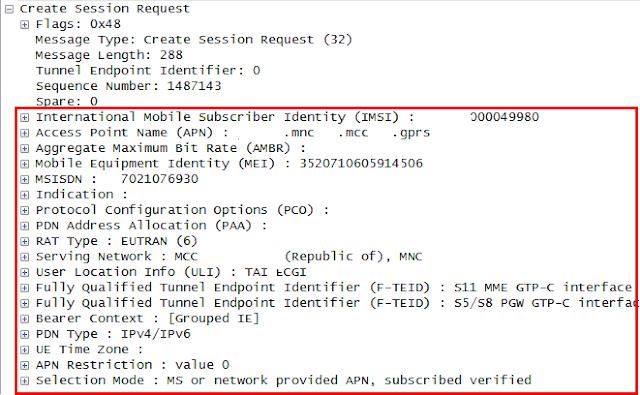 Create Session Request
Flags: 0x48
Message Type: Create Session Request (32)
Message Length: 288
Tunnel Endpoint Identifier: 0
Sequence Number: 1487143
Spare: 0
International Mobile Subscriber Identity (IMSI) : 000049980
Access Point Name (APN) : .mnc .mcc .gprs
Aggregate Maximum Bit Rate (AMBR) :
Mobile Equipment Identity (MEI) : 3520710605914506
MSISDN : 7021076930
Indication :
Protocol Configuration Options (PCO) :
PDN Address Allocation (PAA) :
RAT Type : EUTRAN (6)
Serving Network : MCC (Republic of), MNC
User Location Info (ULI) : TAI ECGI
Fully Qualified Tunnel Endpoint Identifier (F-TEID) : S11 MME GTP-C interface
Fully Qualified Tunnel Endpoint Identifier (F-TEID) : S5/S8 PGW GTP-C interfac
Bearer Context : [Grouped IE]
PDN Type : IPv4/IPv6
UE Time Zone :
APN Restriction : value 0
Selection Mode : MS or network provided APN, subscribed verified